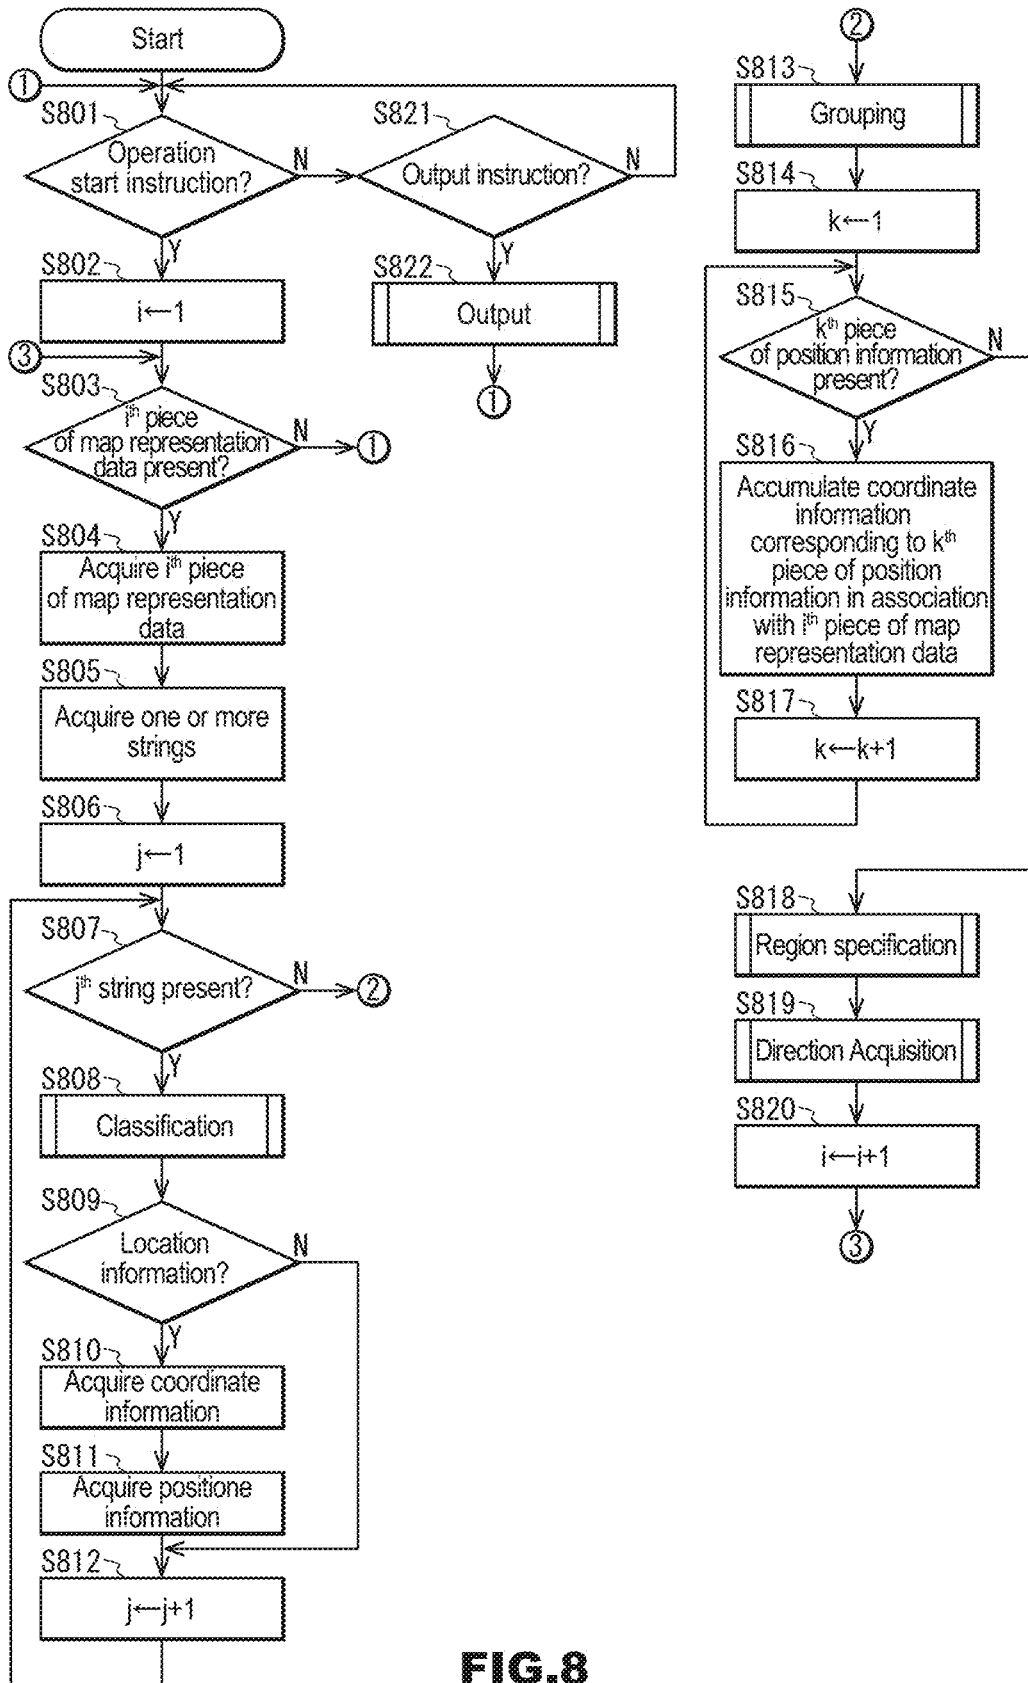 Start
1
S801
Operation
start instruction?
N
Y
S821
Output instruction?
N
Y
S802
i←1
S822
Output
1
3
S803
ith piece
of map representation
data present?
N
1
Y
S804
Acquire ith piece
of map representation
data
S805
Acquire one or more
strings
S806
j←1
S807
jth string present?
N
2
Y
S808
Classification
S809
Location
information?
N
Y
S810
Acquire coordinate
information
S811
Acquire positione
information
S812
j←j+1
2
S813
Grouping
S814
k←1
S815
kth piece
of position information
present?
N
Y
S816
Accumulate coordinate
information
corresponding to kth
piece of position
information in association
with ith piece of map
representation data
S817
k←k+1
S818
Region specification
S819
Direction Acquisition
S820
i←i+1
3
FIG.8